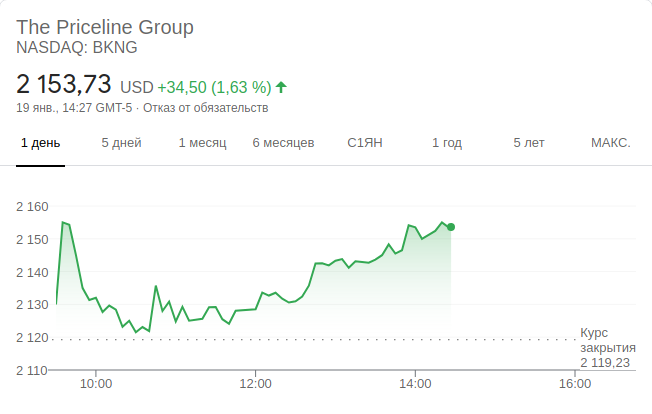 The Priceline Group
NASDAQ: BKNG
2 153,73 USD +34,50 (1,63 %)
19 янв., 14:27 GMT-5 · Отказ от обязательств
1 день 5 дней 1 месяц 6 месяцев С1ЯН 1 год 5 лет МАКС.
2 160
2 150
2 140
2 130
2 120
2 110
Курс
закрытия
2 119,23
10:00 12:00 14:00 16:00